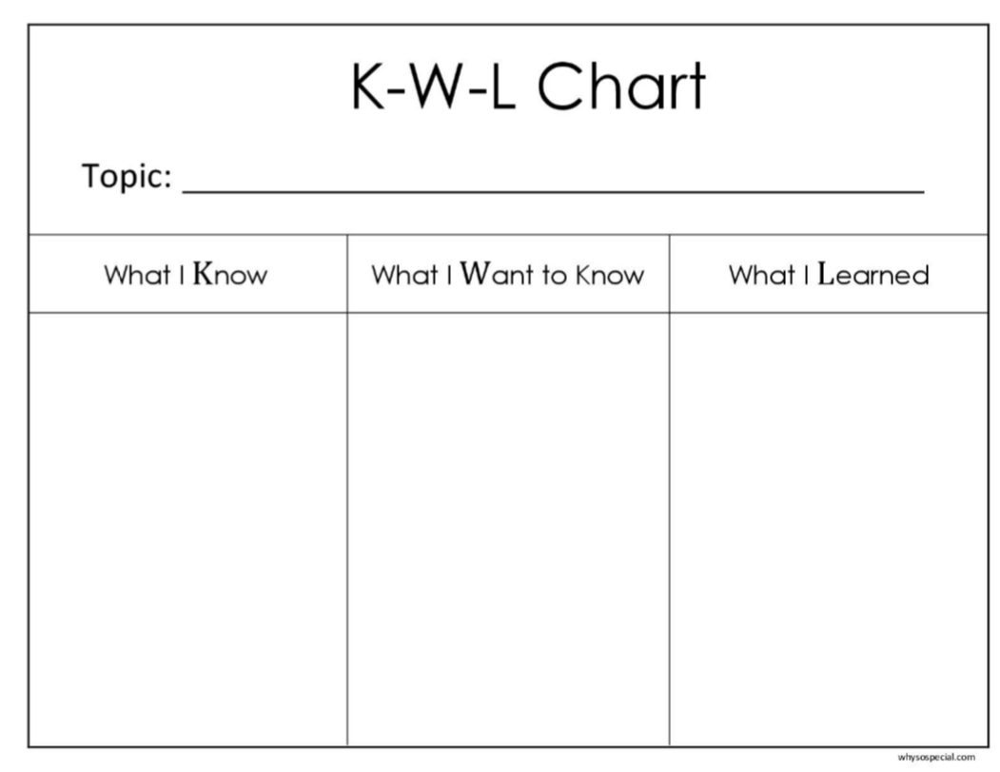 K-W-L Chart
Topic:
What I Know
What I Want to Know
What I Learned
whysospecial.com